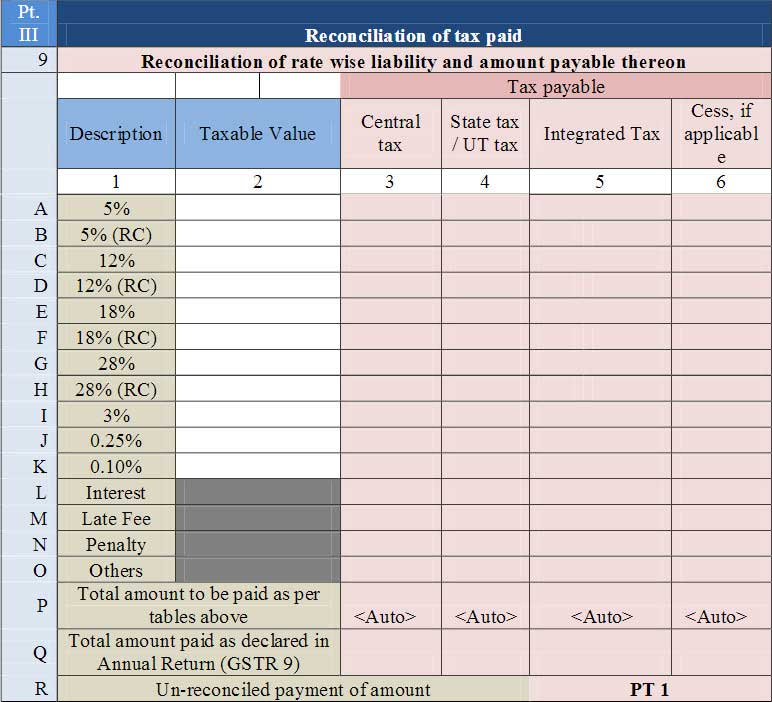 Pt.
III
Reconciliation of tax paid
9 Reconciliation of rate wise liability and amount payable thereon
Tax payable
Description Taxable Value Central tax State tax / UT tax Integrated Tax Cess, if applicabl e
1 2 3 4 5 6
A 5%
B 5% (RC)
C 12%
D 12% (RC)
E 18%
F 18% (RC)
G 28%
H 28% (RC)
I 3%
J 0.25%
K 0.10%
L Interest
M Late Fee
N Penalty
O Others
P Total amount to be paid as per
tables above <Auto> <Auto> <Auto> <Auto>
Q Total amount paid as declared in
Annual Return (GSTR 9)
R Un-reconciled payment of amount PT 1